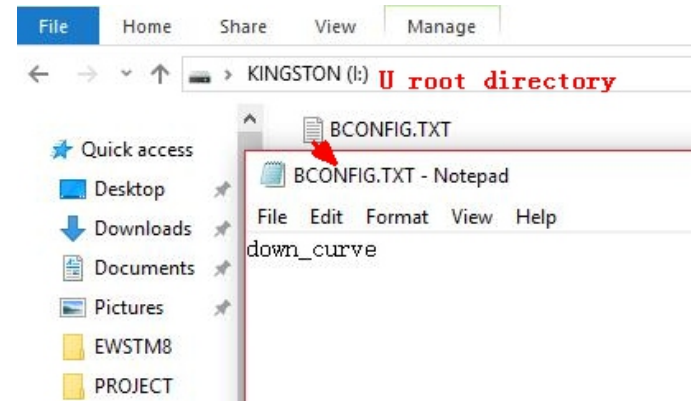 File Home Share View Manage
KINGSTON (I:) U root directory
BCONFIG.TXT
Quick access
BCONFIG.TXT - Notepad
Desktop
File Edit Format View Help
Downloads
down_curve
Documents
Pictures
EWSTM8
PROJECT